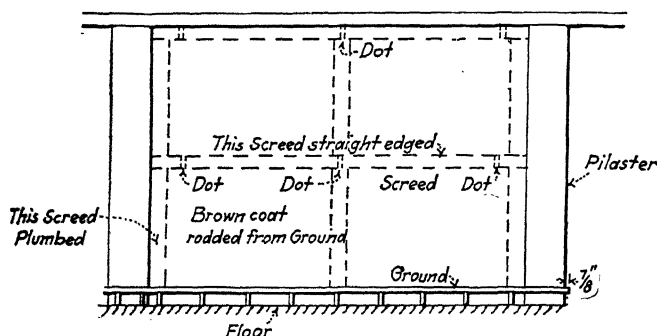 Dot
This Screed straight edged
Dot
Dot
Screed
Dot
Pilaster
This Screed
Plumbed
Brown coat
rodded from Ground
Ground
7/8"
Floor